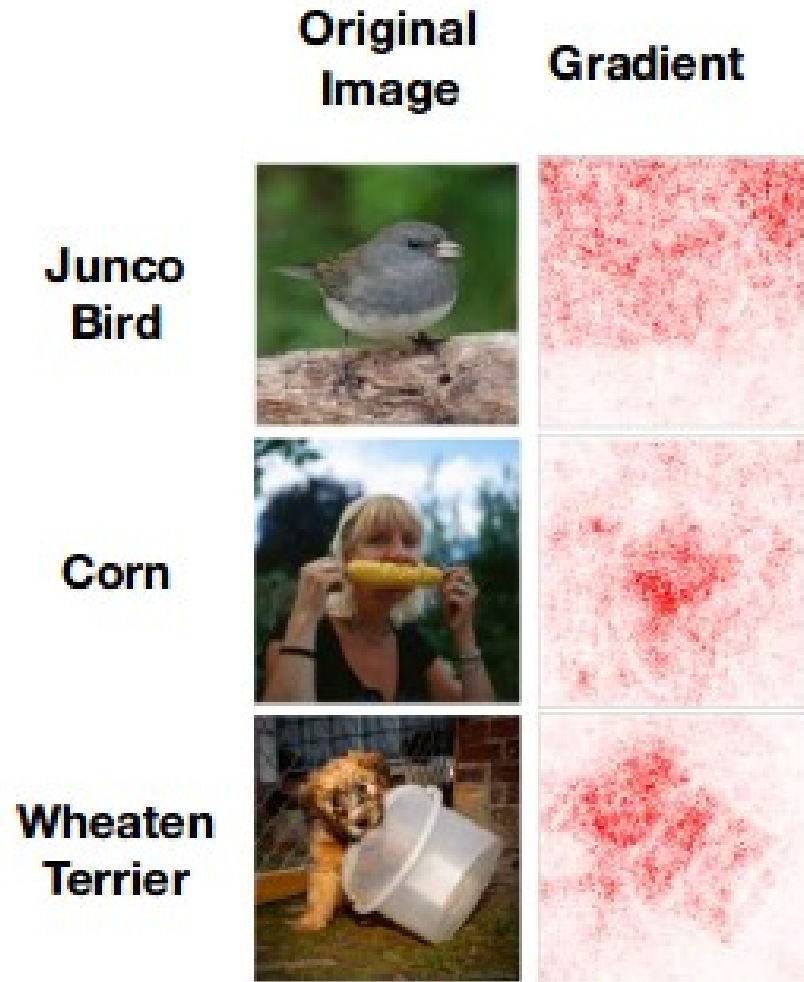 Original
Image
Gradient
Junco
Bird
Corn
Wheaten
Terrier